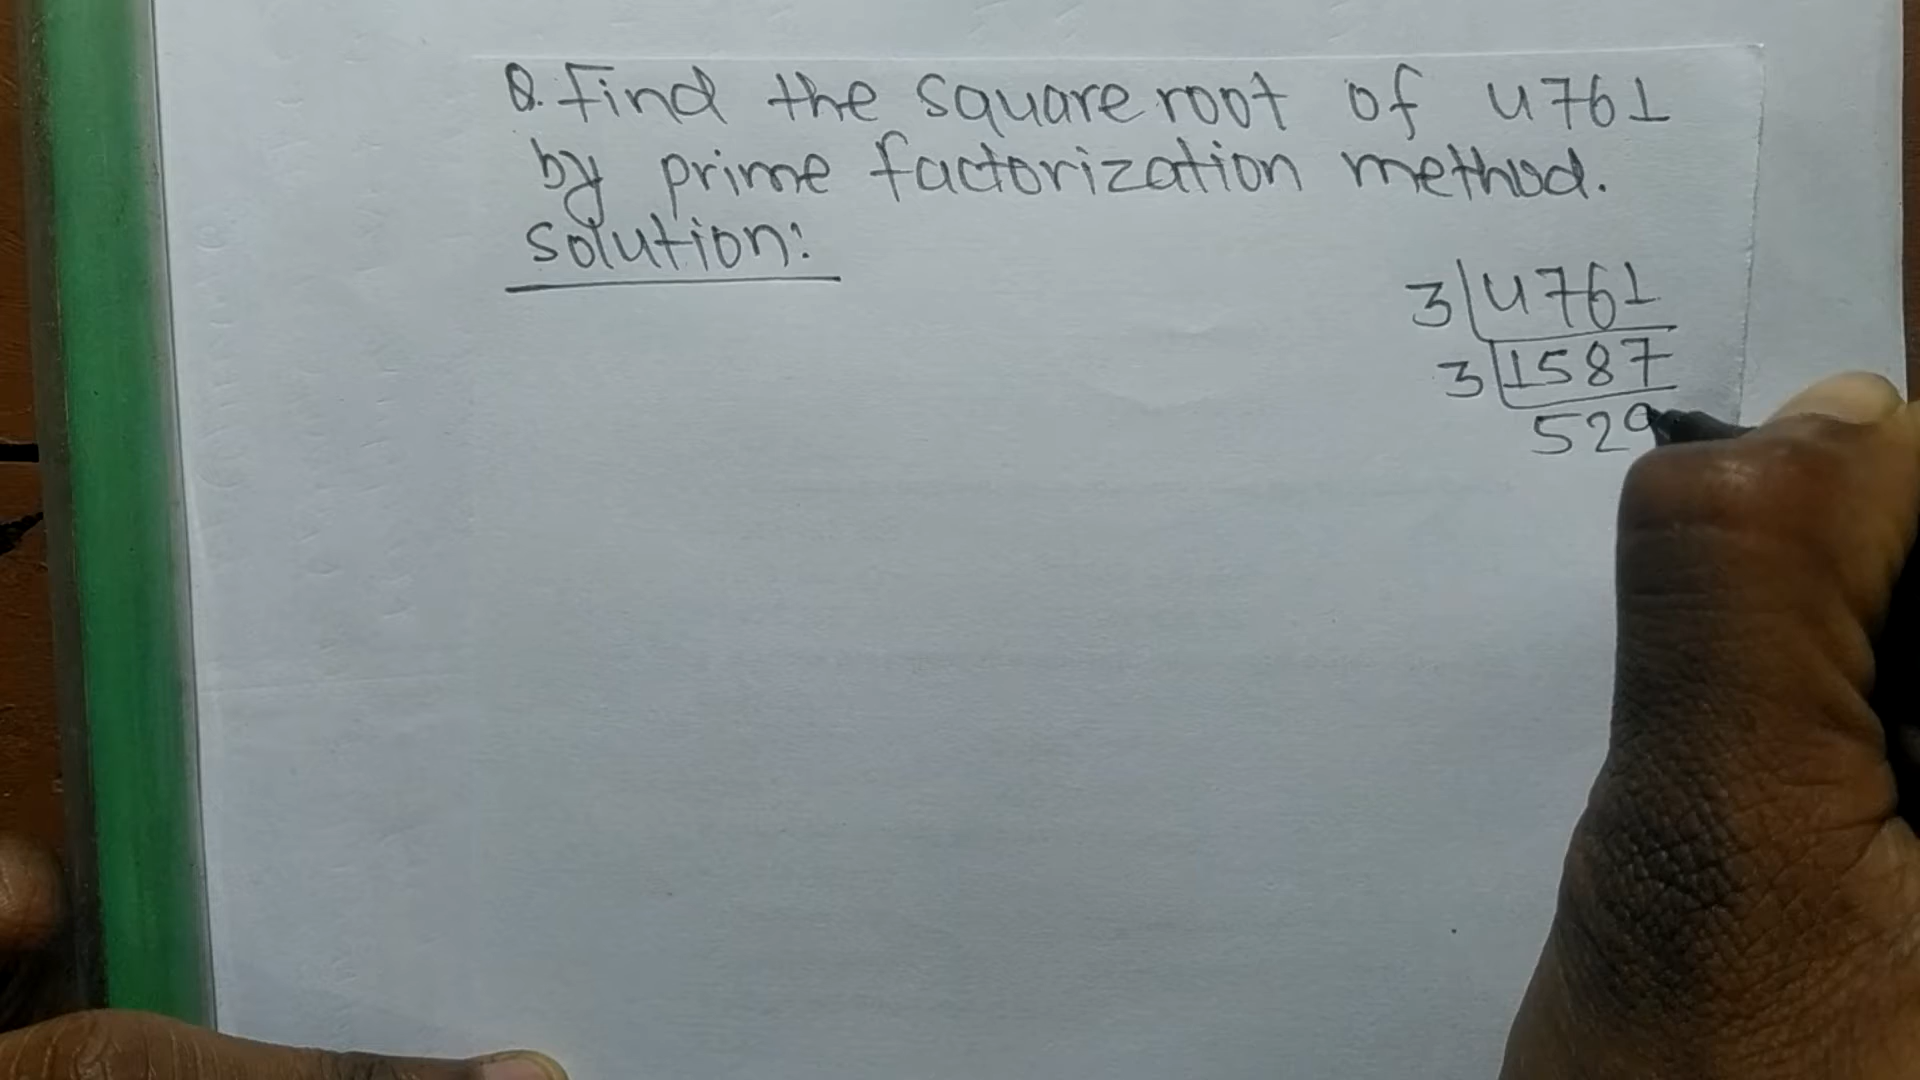 Q. Find the square root of 4761
by prime factorization method.
Solution:
3 | 4761
3 | 1587
529